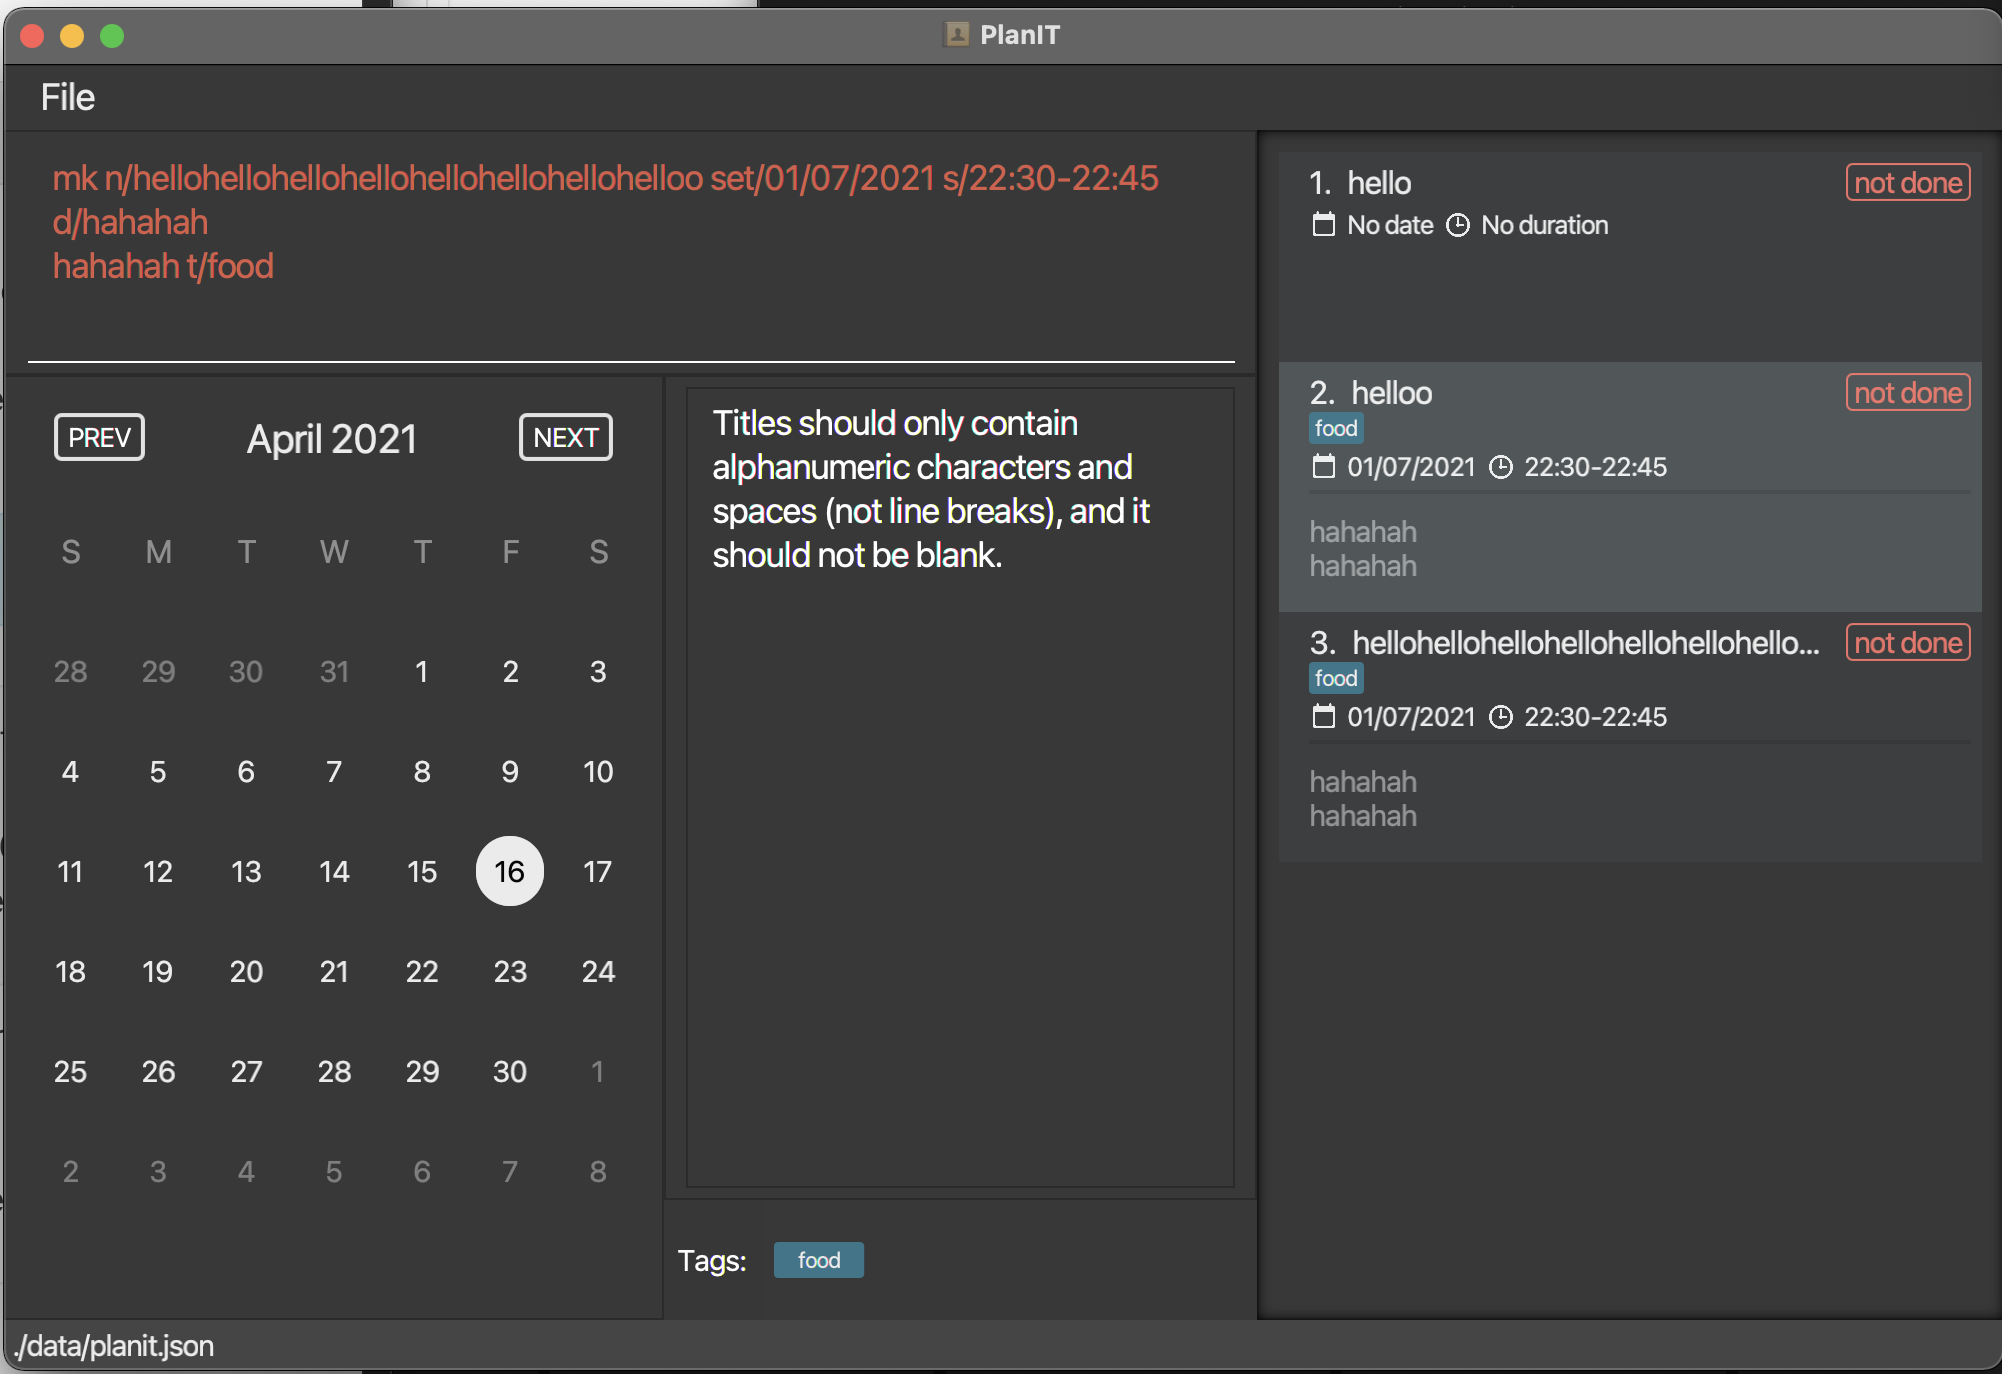 PlanIT
File
mk n/hellohellohellohellohellohellohellohelloo set/01/07/2021 s/22:30-22:45
d/hahahah
hahahah t/food
PREV April 2021 NEXT
S M T W T F S
28 29 30 31 1 2 3
4 5 6 7 8 9 10
11 12 13 14 15 16 17
18 19 20 21 22 23 24
25 26 27 28 29 30 1
2 3 4 5 6 7 8
Titles should only contain
alphanumeric characters and
spaces (not line breaks), and it
should not be blank.
Tags: food
1. hello not done
No date No duration
2. helloo not done
food
01/07/2021 22:30-22:45
hahahah
hahahah
3. hellohellohellohellohellohello... not done
food
01/07/2021 22:30-22:45
hahahah
hahahah
./data/planit.json